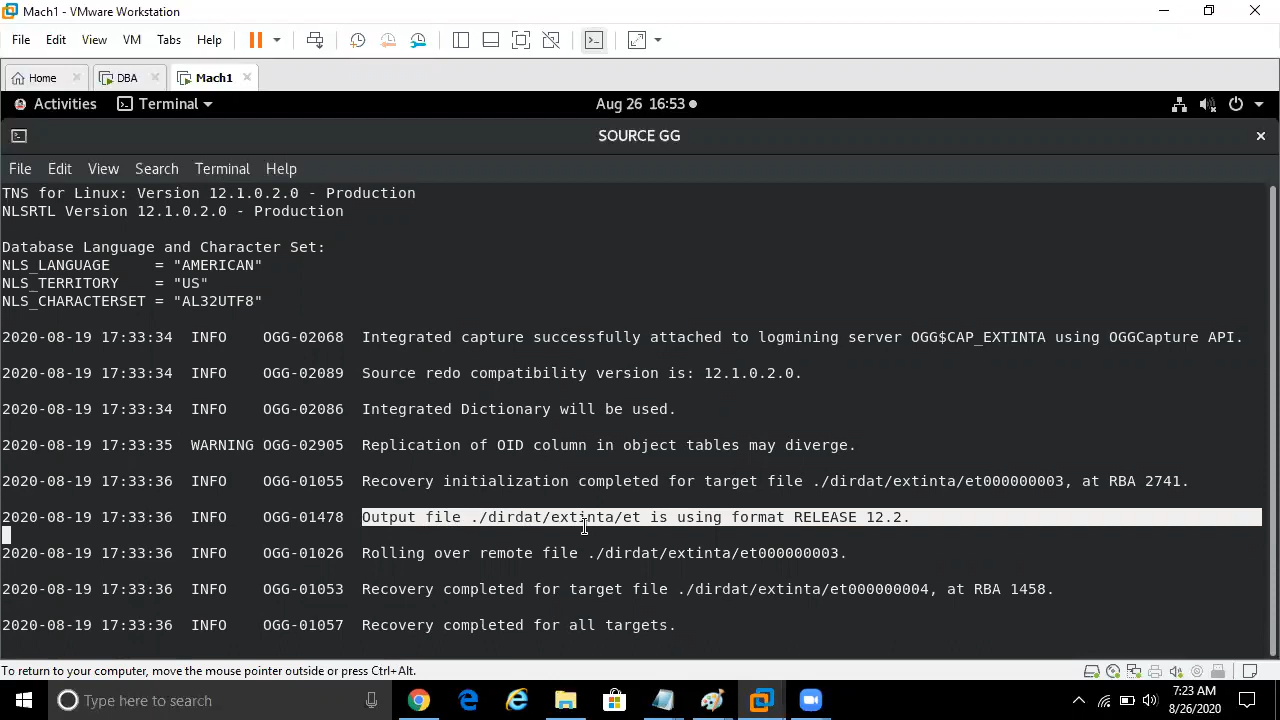 Mach1 - VMware Workstation
File Edit View VM Tabs Help
Home DBA Mach1
Activities Terminal Aug 26 16:53
SOURCE GG
File Edit View Search Terminal Help
TNS for Linux: Version 12.1.0.2.0 - Production
NLSRTL Version 12.1.0.2.0 - Production
Database Language and Character Set:
NLS_LANGUAGE = "AMERICAN"
NLS_TERRITORY = "US"
NLS_CHARACTERSET = "AL32UTF8"
2020-08-19 17:33:34 INFO OGG-02068 Integrated capture successfully attached to logmining server OGG$CAP_EXTINTA using OGGCapture API.
2020-08-19 17:33:34 INFO OGG-02089 Source redo compatibility version is: 12.1.0.2.0.
2020-08-19 17:33:34 INFO OGG-02086 Integrated Dictionary will be used.
2020-08-19 17:33:35 WARNING OGG-02905 Replication of OID column in object tables may diverge.
2020-08-19 17:33:36 INFO OGG-01055 Recovery initialization completed for target file ./dirdat/extinta/et000000003, at RBA 2741.
2020-08-19 17:33:36 INFO OGG-01478 Output file ./dirdat/extinta/et is using format RELEASE 12.2.
2020-08-19 17:33:36 INFO OGG-01026 Rolling over remote file ./dirdat/extinta/et000000003.
2020-08-19 17:33:36 INFO OGG-01053 Recovery completed for target file ./dirdat/extinta/et000000004, at RBA 1458.
2020-08-19 17:33:36 INFO OGG-01057 Recovery completed for all targets.
To return to your computer, move the mouse pointer outside or press Ctrl+Alt.
Type here to search
7:23 AM
8/26/2020